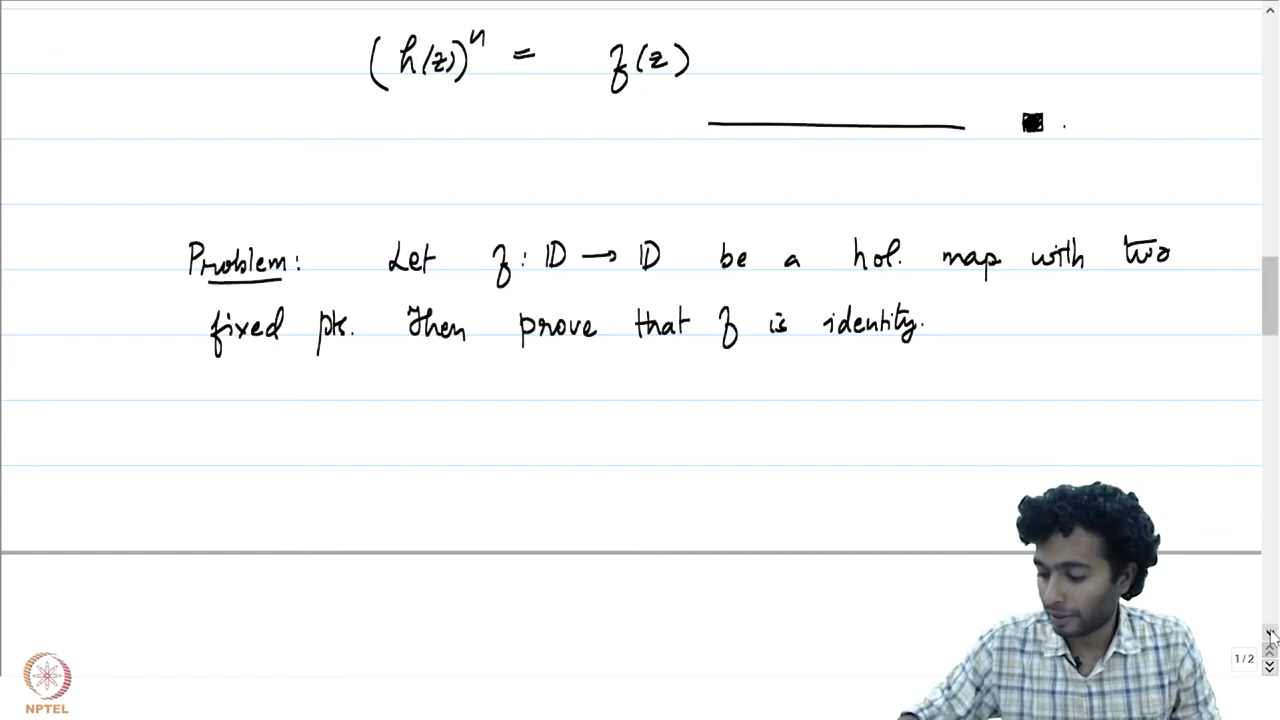 (h(z))^n = f(z)
Problem: Let f: 𝔻 → 𝔻 be a hol. map with two
fixed pts. Then prove that f is identity.
1/2
NPTEL